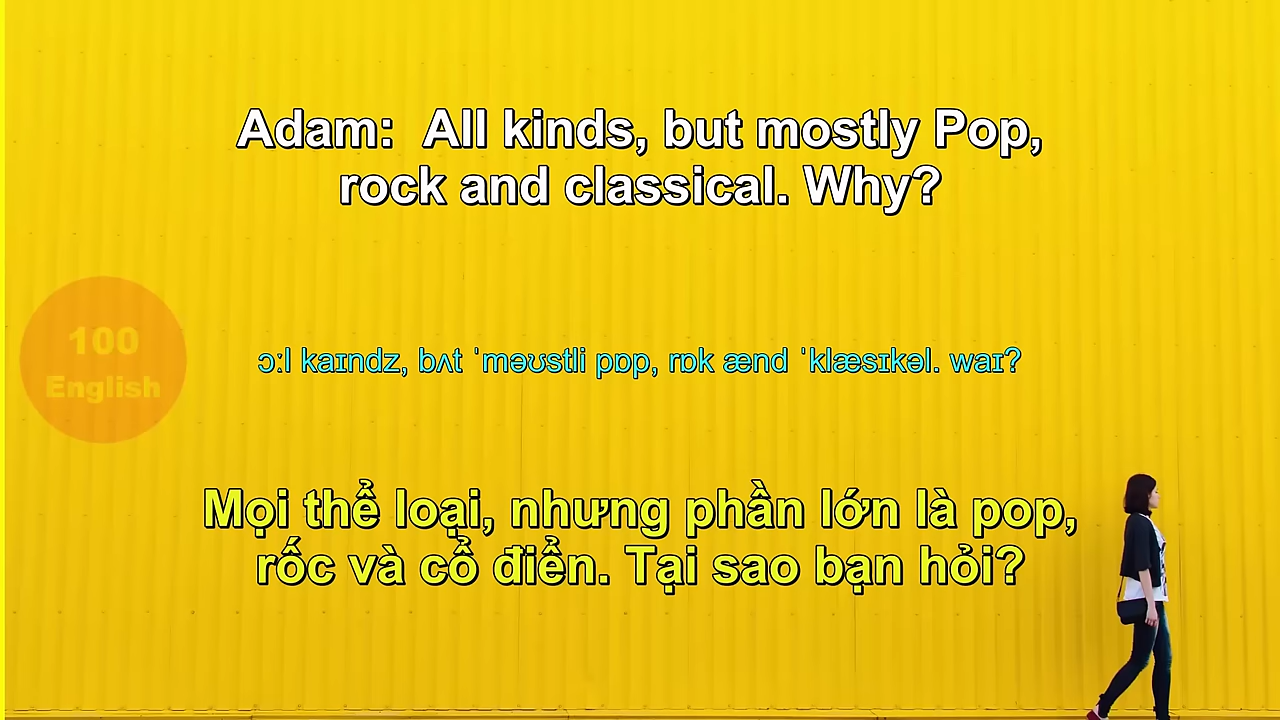 Adam:  All kinds, but mostly Pop,
rock and classical. Why?
100
English
ɔːl kaɪndz, bʌt ˈməʊstli pɒp, rɒk ænd ˈklæsɪkəl. waɪ?
Mọi thể loại, nhưng phần lớn là pop,
rốc và cổ điển. Tại sao bạn hỏi?